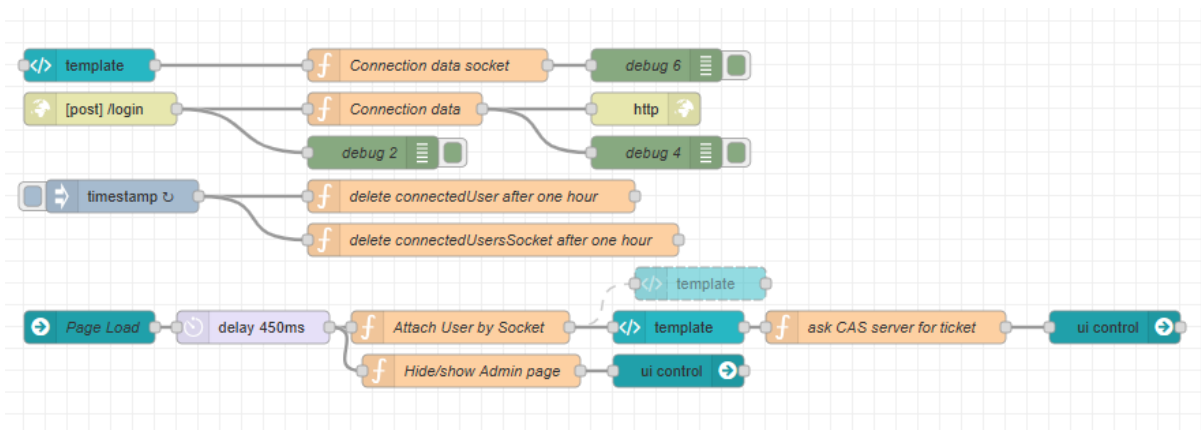 </> template
f Connection data socket
debug 6
[post] /login
f Connection data
http
debug 2
debug 4
timestamp ↻
f delete connectedUser after one hour
f delete connectedUsersSocket after one hour
</> template
Page Load
delay 450ms
f Attach User by Socket
</> template
f ask CAS server for ticket
ui control
f Hide/show Admin page
ui control